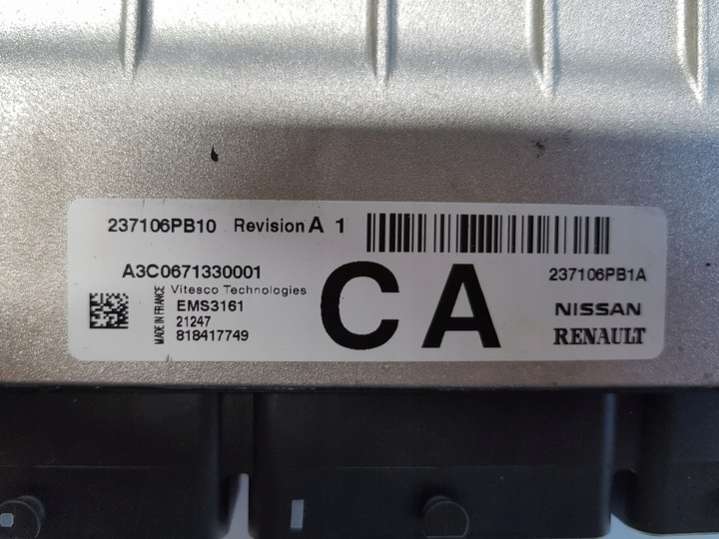 237106PB10 Revision A 1
A3C0671330001
237106PB1A
MADE IN FRANCE
Vitesco Technologies
EMS3161
21247
818417749
CA
NISSAN
RENAULT